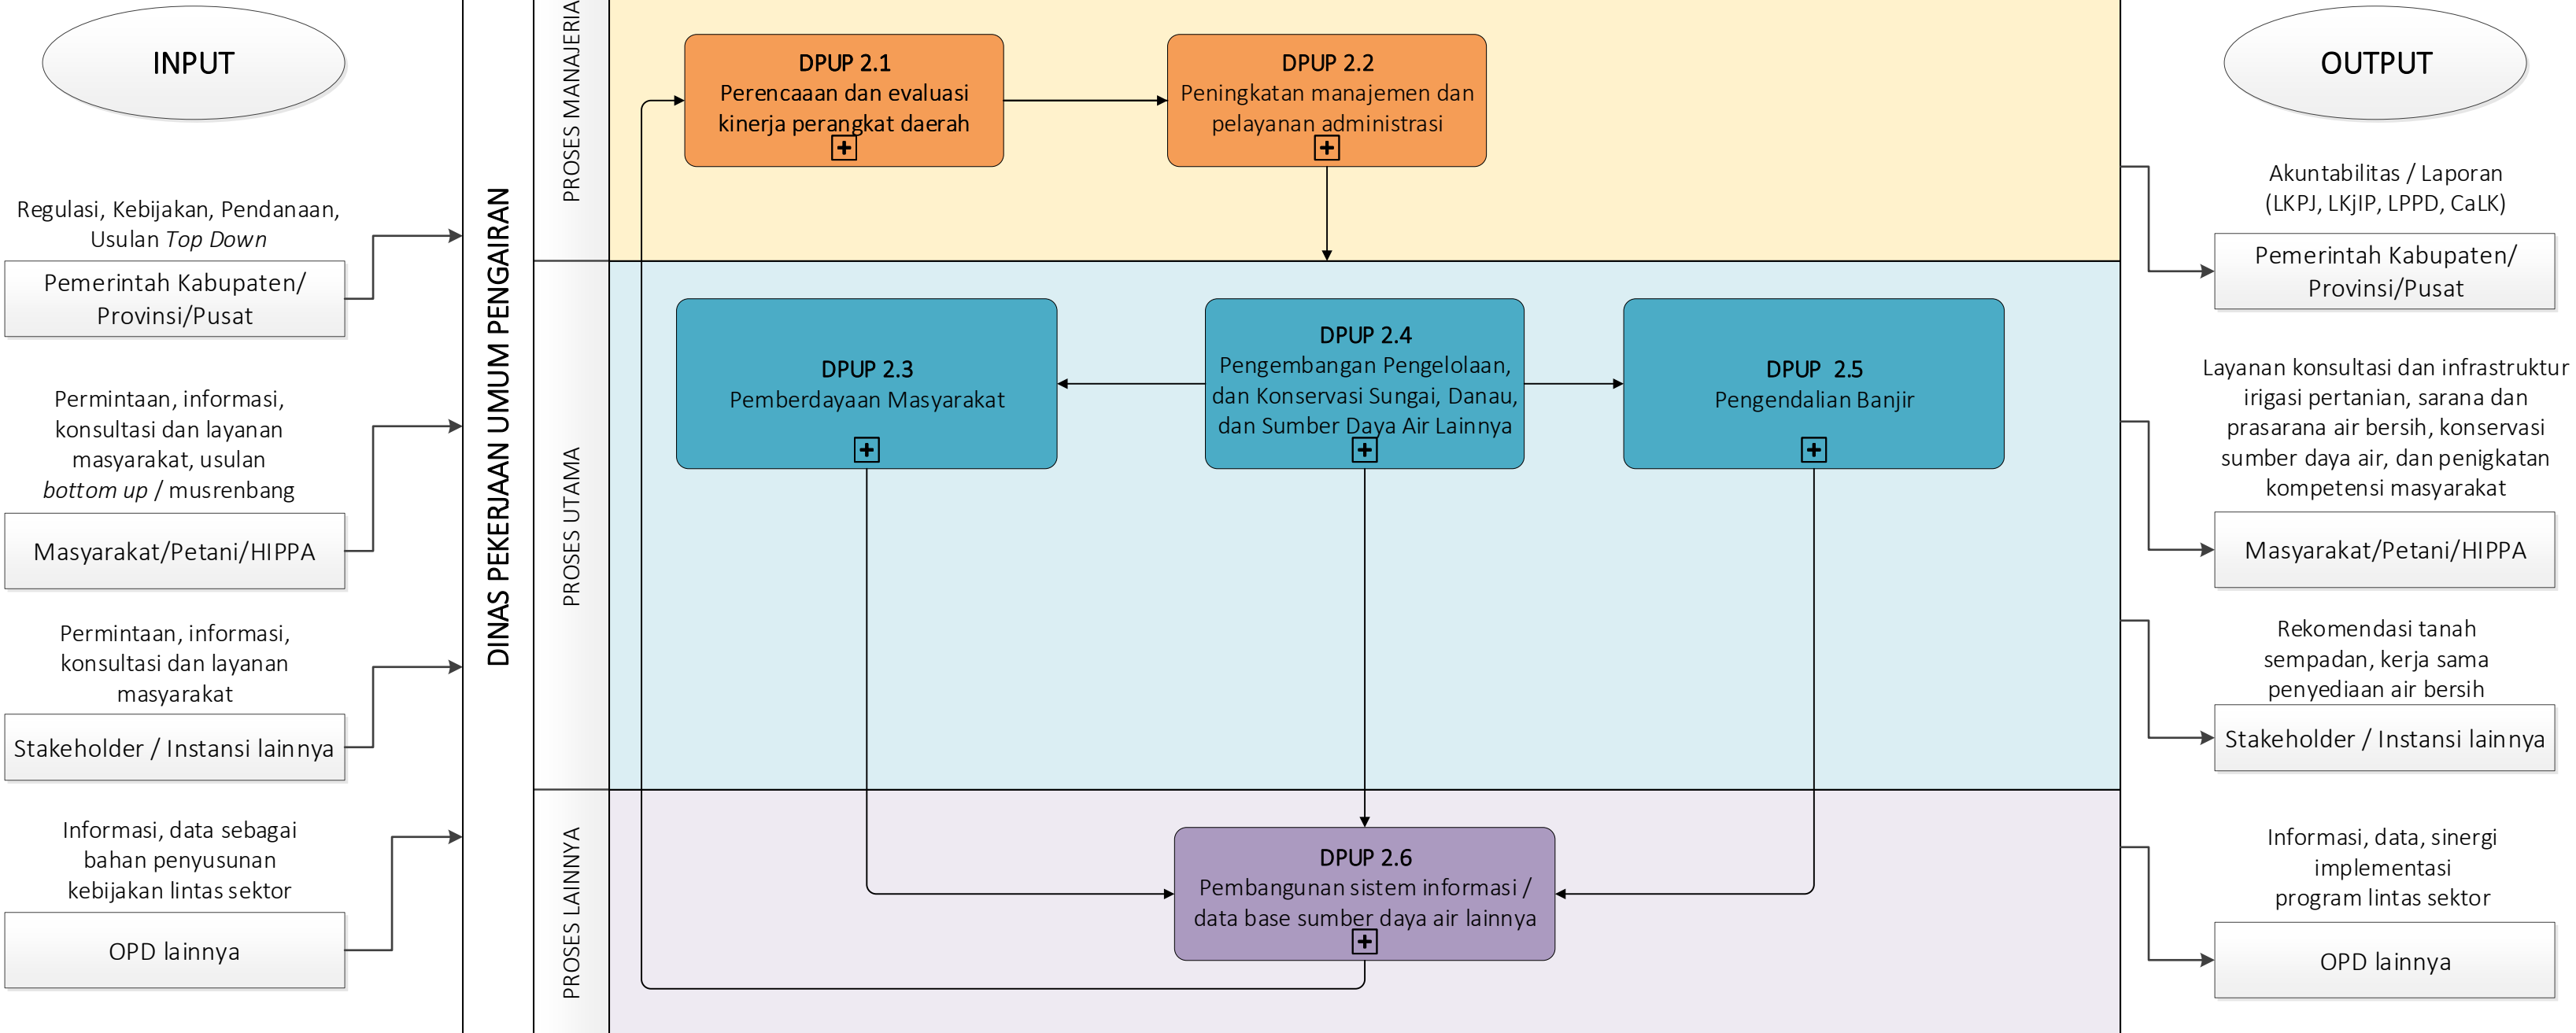 INPUT
Regulasi, Kebijakan, Pendanaan,
Usulan Top Down
Pemerintah Kabupaten/
Provinsi/Pusat
Permintaan, informasi,
konsultasi dan layanan
masyarakat, usulan
bottom up / musrenbang
Masyarakat/Petani/HIPPA
Permintaan, informasi,
konsultasi dan layanan
masyarakat
Stakeholder / Instansi lainnya
Informasi, data sebagai
bahan penyusunan
kebijakan lintas sektor
OPD lainnya
DINAS PEKERJAAN UMUM PENGAIRAN
PROSES MANAJERIA
DPUP 2.1
Perencaaan dan evaluasi
kinerja perangkat daerah
DPUP 2.2
Peningkatan manajemen dan
pelayanan administrasi
PROSES UTAMA
DPUP 2.3
Pemberdayaan Masyarakat
DPUP 2.4
Pengembangan Pengelolaan,
dan Konservasi Sungai, Danau,
dan Sumber Daya Air Lainnya
DPUP 2.5
Pengendalian Banjir
PROSES LAINNYA
DPUP 2.6
Pembangunan sistem informasi /
data base sumber daya air lainnya
OUTPUT
Akuntabilitas / Laporan
(LKPJ, LKjIP, LPPD, CaLK)
Pemerintah Kabupaten/
Provinsi/Pusat
Layanan konsultasi dan infrastruktur
irigasi pertanian, sarana dan
prasarana air bersih, konservasi
sumber daya air, dan penigkatan
kompetensi masyarakat
Masyarakat/Petani/HIPPA
Rekomendasi tanah
sempadan, kerja sama
penyediaan air bersih
Stakeholder / Instansi lainnya
Informasi, data, sinergi
implementasi
program lintas sektor
OPD lainnya